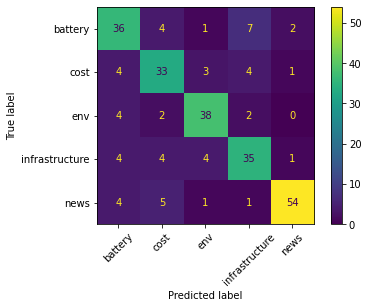 battery 36 4 1 7 2
cost 4 33 3 4 1
env 4 2 38 2 0
infrastructure 4 4 4 35 1
news 4 5 1 1 54
battery cost env infrastructure news
True label
Predicted label
50
40
30
20
10
0